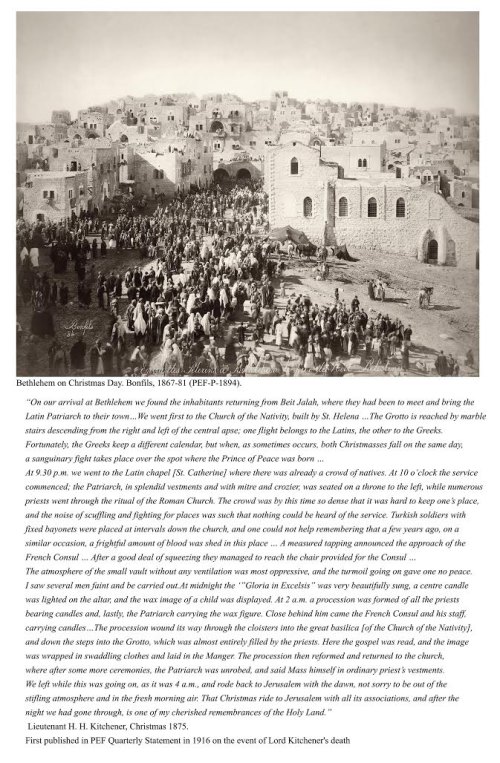 Bonfils
Bethlehem on Christmas Day. Bonfils, 1867-81 (PEF-P-1894).
“On our arrival at Bethlehem we found the inhabitants returning from Beit Jalah, where they had been to meet and bring the
Latin Patriarch to their town…We went first to the Church of the Nativity, built by St. Helena …The Grotto is reached by marble
stairs descending from the right and left of the central apse; one flight belongs to the Latins, the other to the Greeks.
Fortunately, the Greeks keep a different calendar, but when, as sometimes occurs, both Christmasses fall on the same day,
a sanguinary fight takes place over the spot where the Prince of Peace was born …
At 9.30 p.m. we went to the Latin chapel [St. Catherine] where there was already a crowd of natives. At 10 o`clock the service
commenced; the Patriarch, in splendid vestments and with mitre and crozier, was seated on a throne to the left, while numerous
priests went through the ritual of the Roman Church. The crowd was by this time so dense that it was hard to keep one’s place,
and the noise of scuffling and fighting for places was such that nothing could be heard of the service. Turkish soldiers with
fixed bayonets were placed at intervals down the church, and one could not help remembering that a few years ago, on a
similar occasion, a frightful amount of blood was shed in this place … A measured tapping announced the approach of the
French Consul … After a good deal of squeezing they managed to reach the chair provided for the Consul …
The atmosphere of the small vault without any ventilation was most oppressive, and the turmoil going on gave one no peace.
I saw several men faint and be carried out.At midnight the ‘”Gloria in Excelsis” was very beautifully sung, a centre candle
was lighted on the altar, and the wax image of a child was displayed. At 2 a.m. a procession was formed of all the priests
bearing candles and, lastly, the Patriarch carrying the wax figure. Close behind him came the French Consul and his staff,
carrying candles…The procession wound its way through the cloisters into the great basilica [of the Church of the Nativity],
and down the steps into the Grotto, which was almost entirely filled by the priests. Here the gospel was read, and the image
was wrapped in swaddling clothes and laid in the Manger. The procession then reformed and returned to the church,
where after some more ceremonies, the Patriarch was unrobed, and said Mass himself in ordinary priest’s vestments.
We left while this was going on, as it was 4 a.m., and rode back to Jerusalem with the dawn, not sorry to be out of the
stifling atmosphere and in the fresh morning air. That Christmas ride to Jerusalem with all its associations, and after the
night we had gone through, is one of my cherished remembrances of the Holy Land.”
Lieutenant H. H. Kitchener, Christmas 1875.
First published in PEF Quarterly Statement in 1916 on the event of Lord Kitchener's death